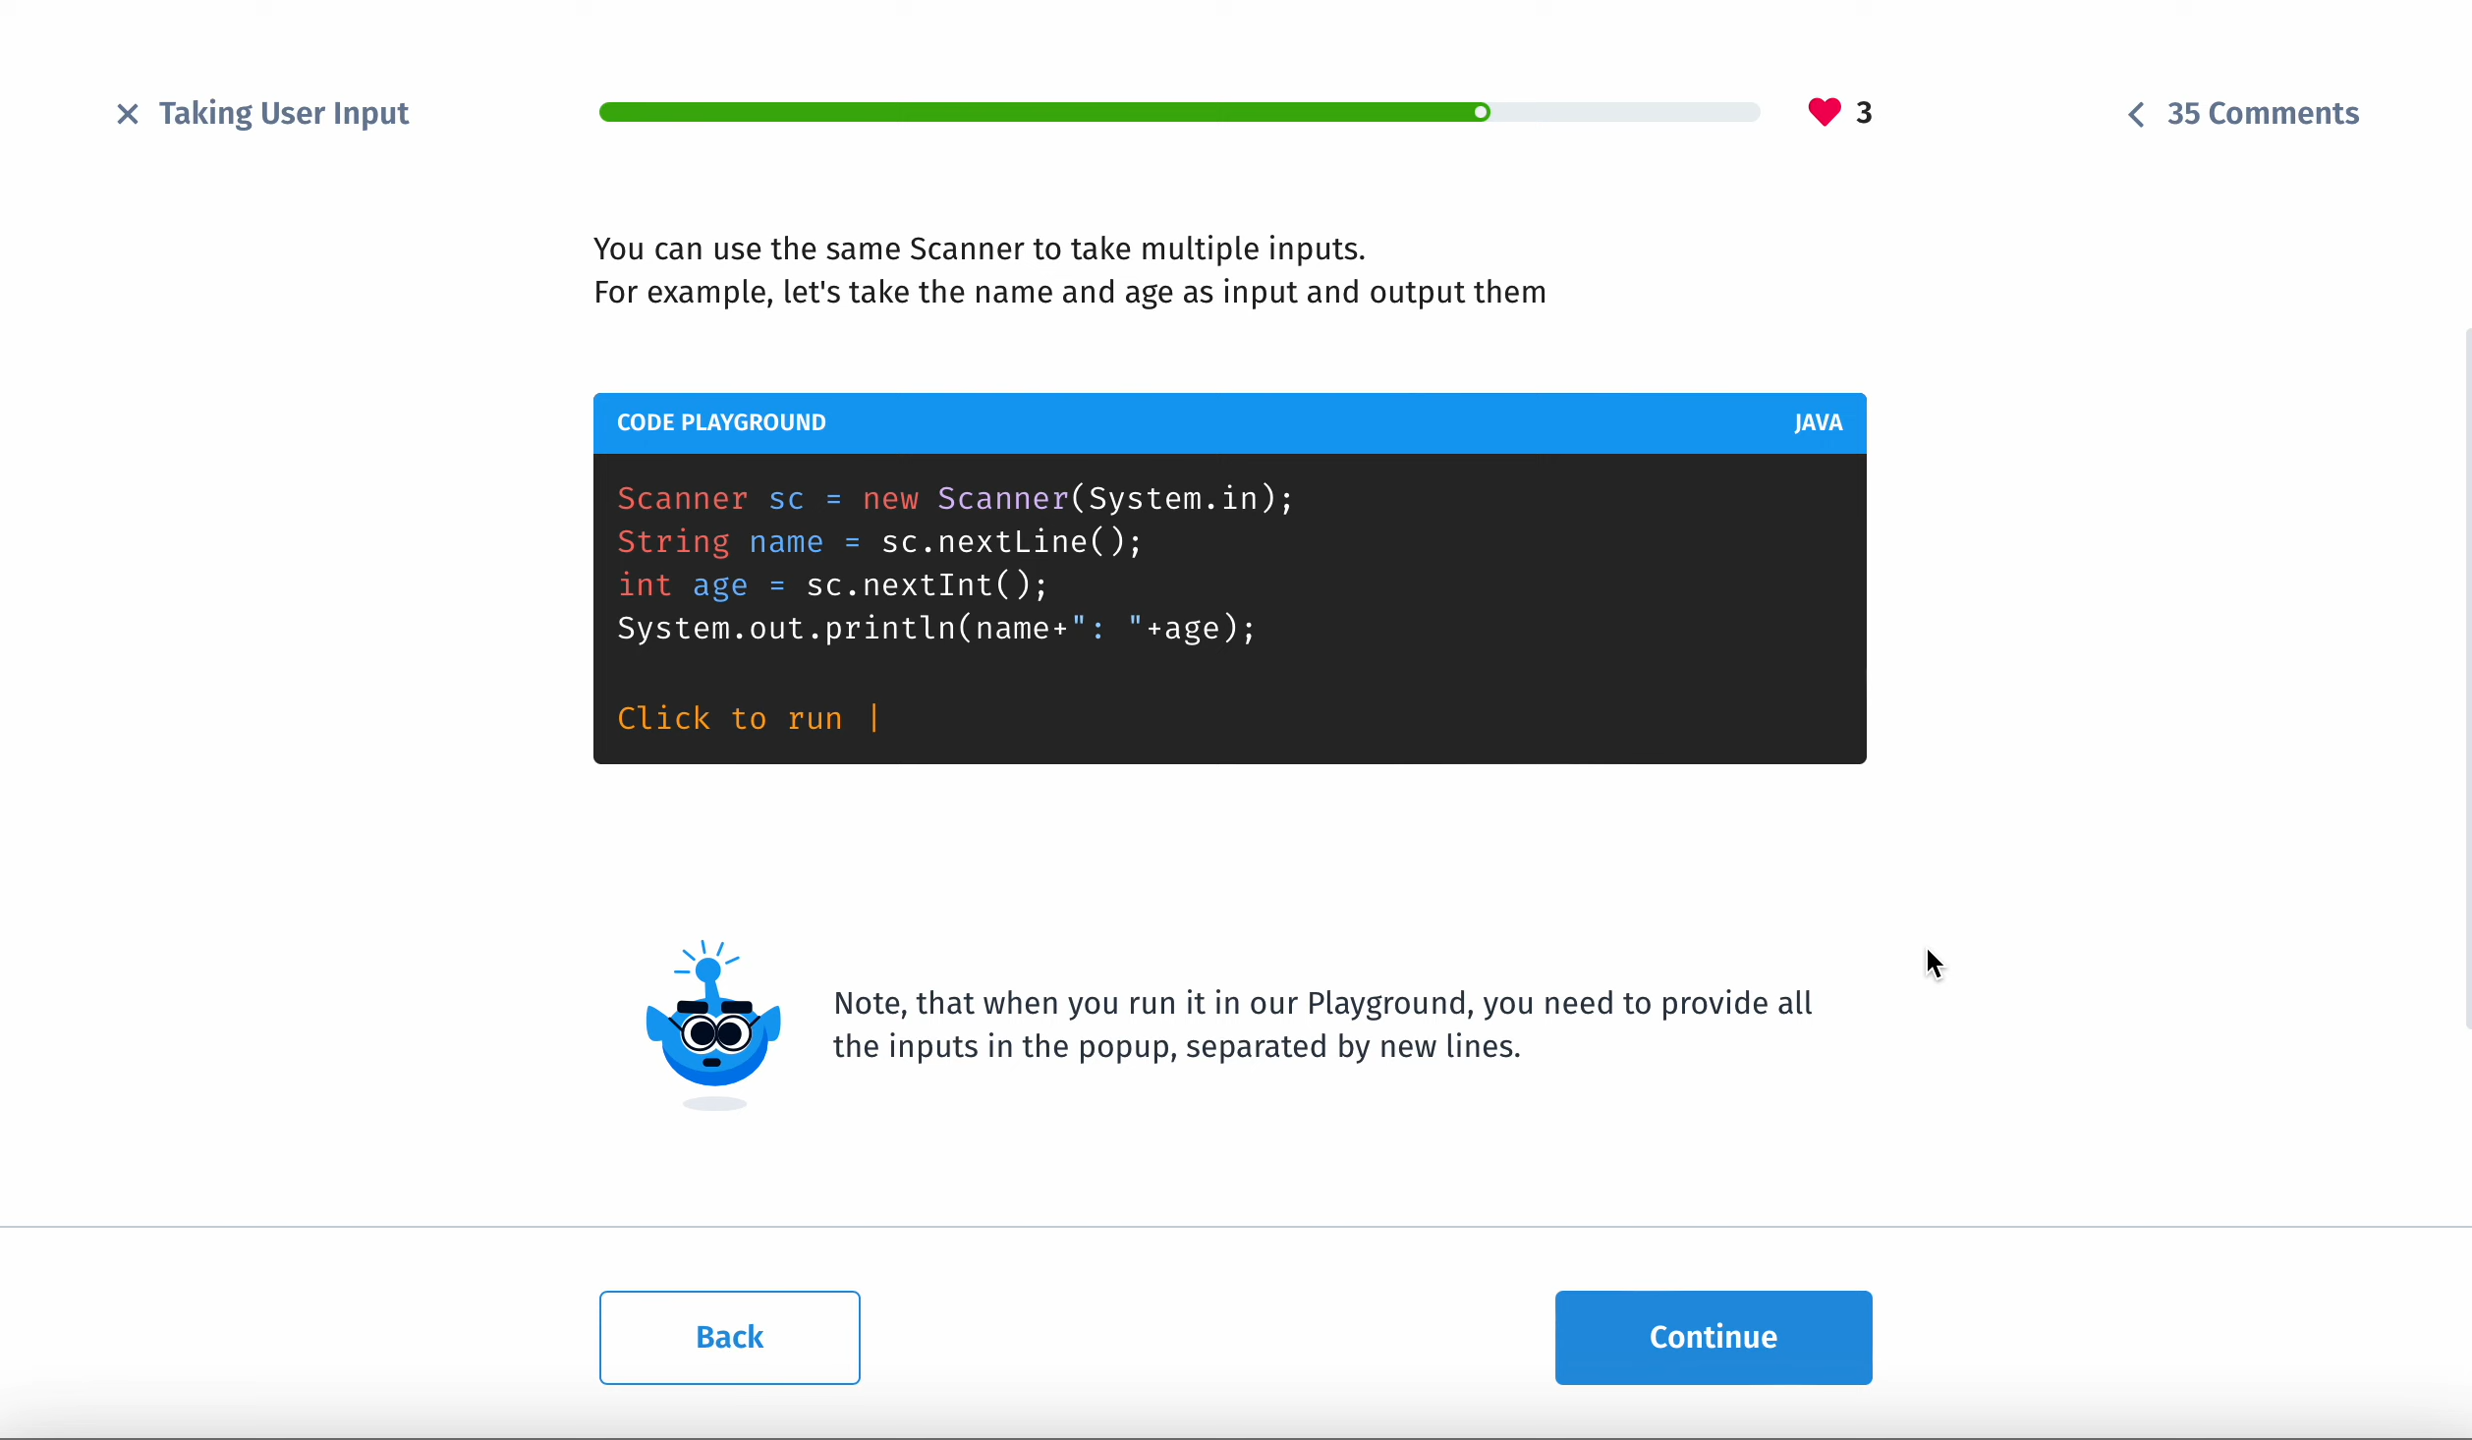 Taking User Input
3
35 Comments
You can use the same Scanner to take multiple inputs.
For example, let's take the name and age as input and output them
CODE PLAYGROUND
JAVA
Scanner sc = new Scanner(System.in);
String name = sc.nextLine();
int age = sc.nextInt();
System.out.println(name+": "+age);
Click to run |
Note, that when you run it in our Playground, you need to provide all
the inputs in the popup, separated by new lines.
Back
Continue